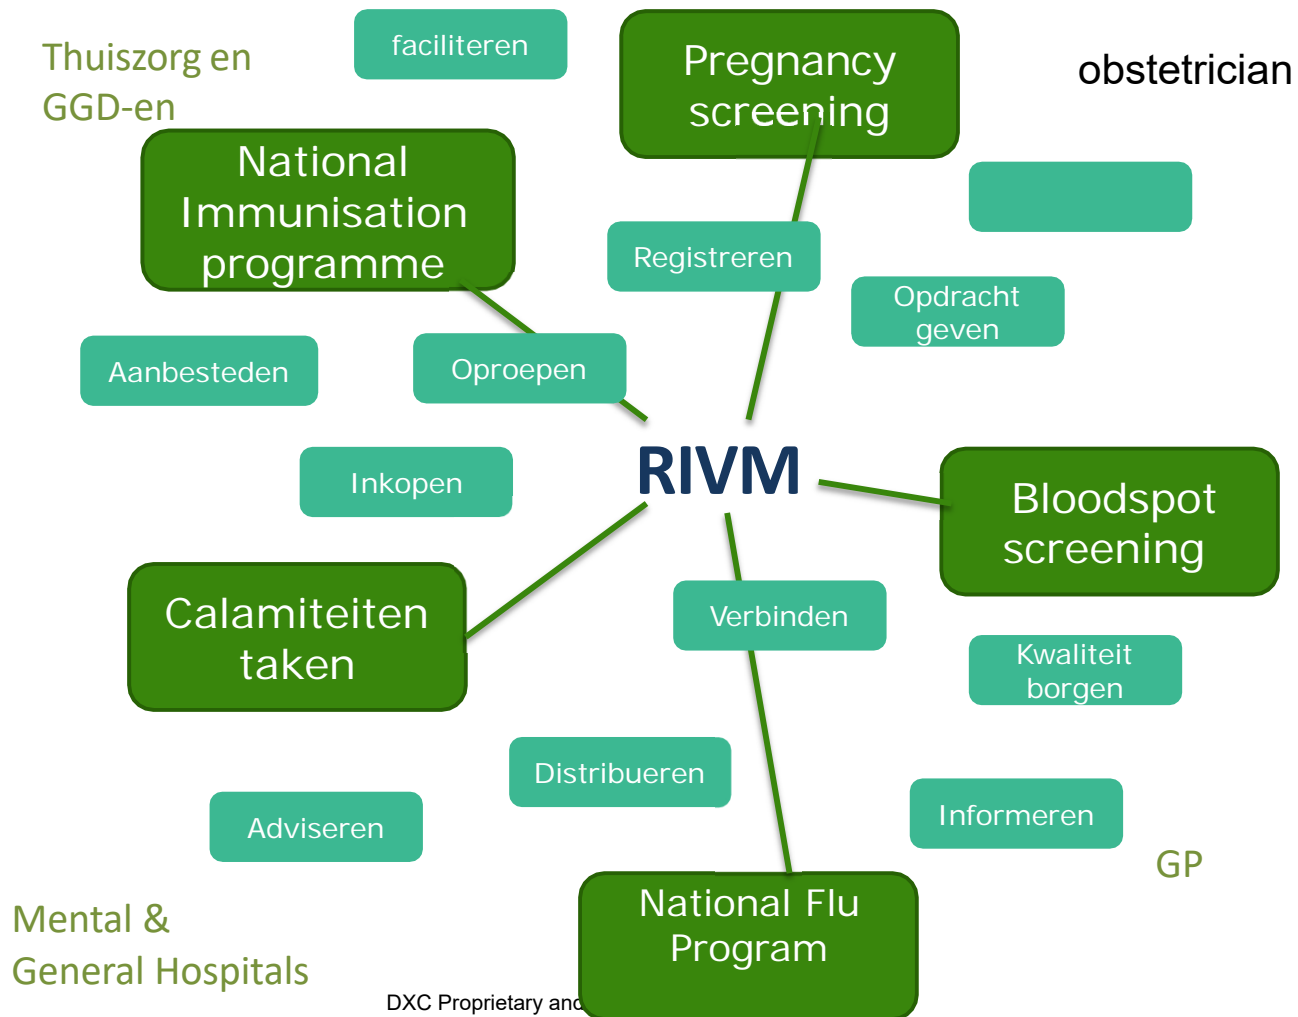 Thuiszorg en
GGD-en
faciliteren
Pregnancy
screening
obstetrician
National
Immunisation
programme
Registreren
Opdracht
geven
Aanbesteden
Oproepen
RIVM
Inkopen
Bloodspot
screening
Calamiteiten
taken
Verbinden
Kwaliteit
borgen
Distribueren
Adviseren
Informeren
GP
National Flu
Program
Mental &
General Hospitals
DXC Proprietary and